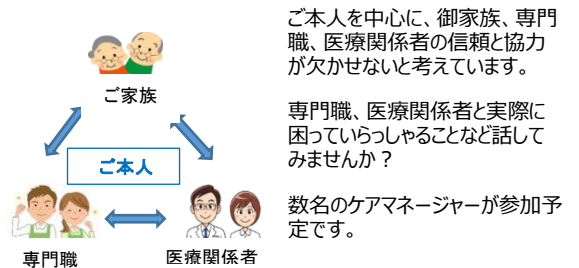 ご家族
ご本人
専門職
医療関係者
ご本人を中心に、御家族、専門
職、医療関係者の信頼と協力
が欠かせないと考えています。
専門職、医療関係者と実際に
困っていらっしゃることなど話して
みませんか？
数名のケアマネージャーが参加予
定です。